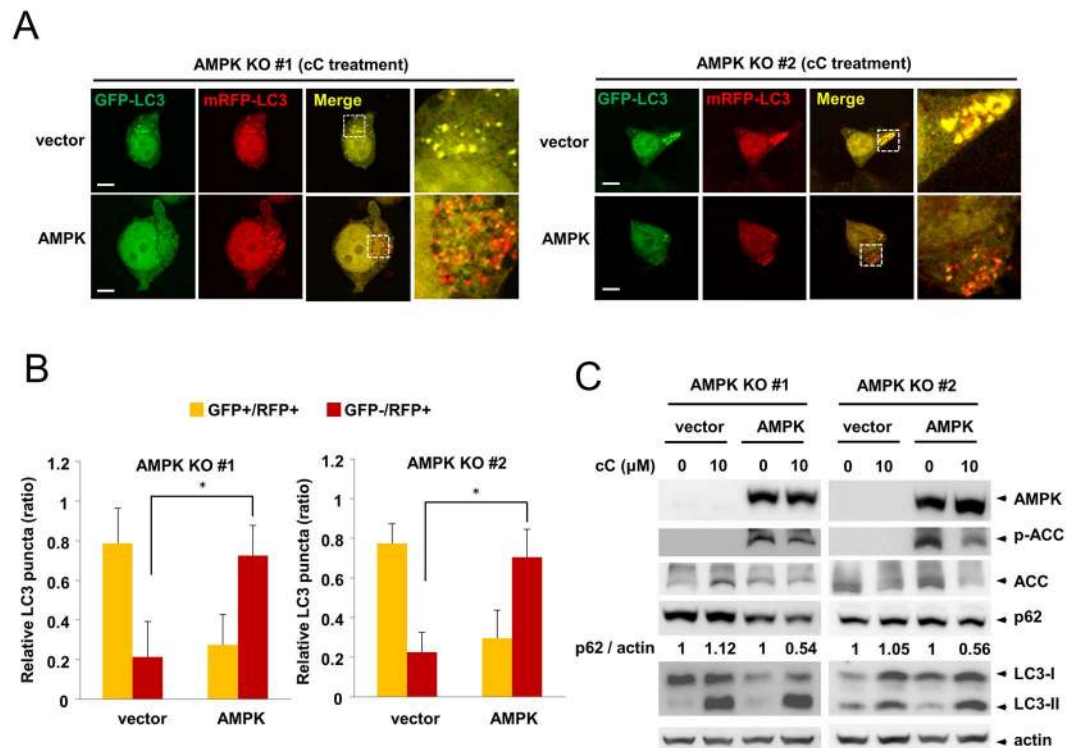 A
AMPK KO #1 (cC treatment)
GFP-LC3 mRFP-LC3 Merge
vector
AMPK
AMPK KO #2 (cC treatment)
GFP-LC3 mRFP-LC3 Merge
vector
AMPK
B
GFP+/RFP+ GFP-/RFP+
AMPK KO #1
Relative LC3 puncta (ratio)
1.2
1
0.8
0.6
0.4
0.2
0
*
vector AMPK
AMPK KO #2
Relative LC3 puncta (ratio)
1.2
1
0.8
0.6
0.4
0.2
0
*
vector AMPK
C
AMPK KO #1 AMPK KO #2
vector AMPK vector AMPK
cC (µM) 0 10 0 10 0 10 0 10
AMPK
p-ACC
ACC
p62
p62 / actin 1 1.12 1 0.54 1 1.05 1 0.56
LC3-I
LC3-II
actin